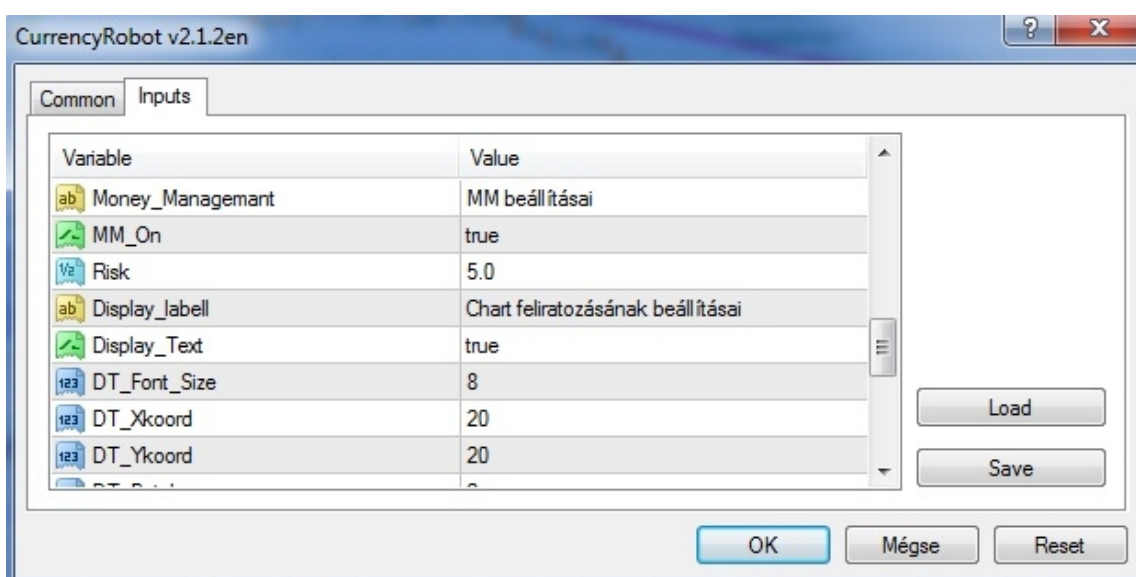 CurrencyRobot v2.1.2en
Common Inputs
Variable Value
Money_Managemant MM beállításai
MM_On true
Risk 5.0
Display_labell Chart feliratozásának beállításai
Display_Text true
DT_Font_Size 8
DT_Xkoord 20
DT_Ykoord 20
Load
Save
OK Mégse Reset